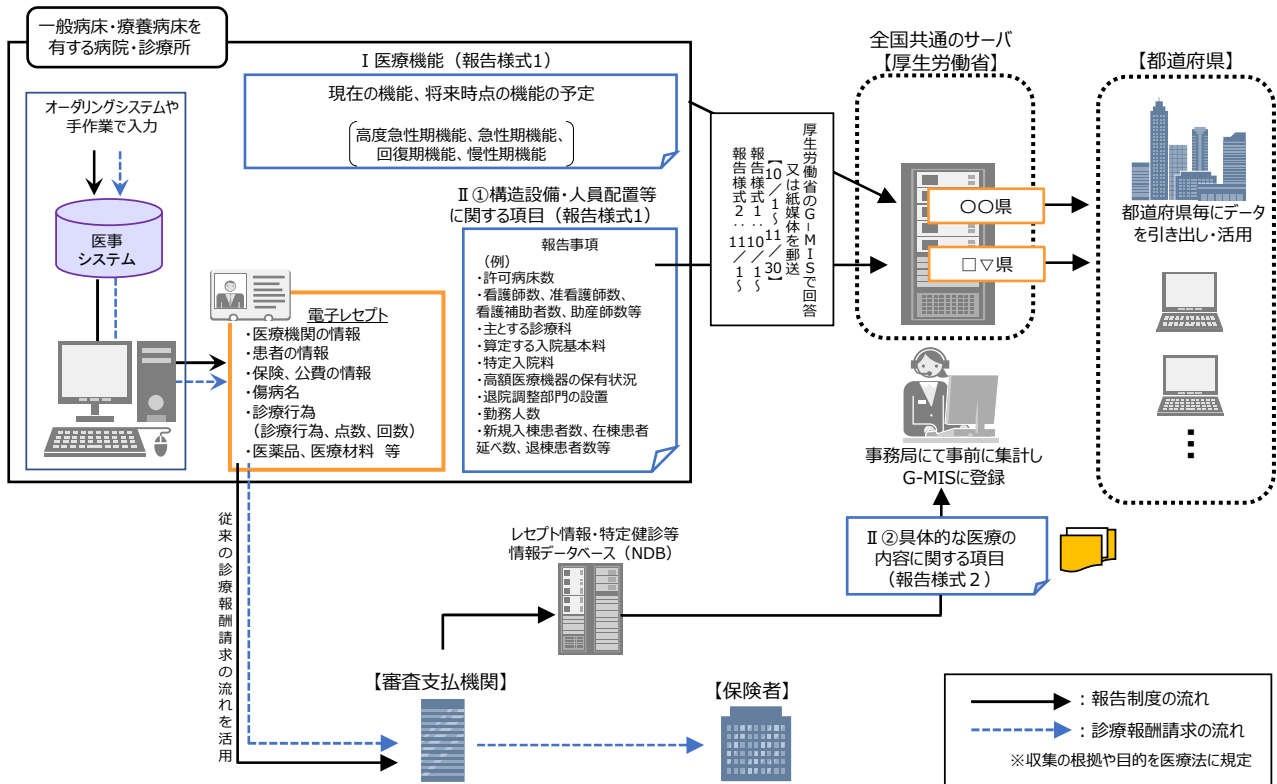 一般病床・療養病床を
有する病院・診療所
オーダリングシステムや
手作業で入力
医事
システム
Ⅰ 医療機能（報告様式1）
現在の機能、将来時点の機能の予定
高度急性期機能、急性期機能、
回復期機能、慢性期機能
Ⅱ ①構造設備・人員配置等
に関する項目（報告様式1）
報告事項
（例）
・許可病床数
・看護師数、准看護師数、
看護補助者数、助産師数等
・主とする診療科
・算定する入院基本料
・特定入院料
・高額医療機器の保有状況
・退院調整部門の設置
・勤務人数
・新規入棟患者数、在棟患者
延べ数、退棟患者数等
電子レセプト
・医療機関の情報
・患者の情報
・保険、公費の情報
・傷病名
・診療行為
（診療行為、点数、回数）
・医薬品、医療材料 等
厚生労働省のG-MISで回答
又は紙媒体を郵送
【10／1～11／30】
報告様式1：10／1～
報告様式2：11／1～
全国共通のサーバ
【厚生労働省】
〇〇県
□▽県
事務局にて事前に集計し
G-MISに登録
【都道府県】
都道府県毎にデータ
を引き出し・活用
Ⅱ ②具体的な医療の
内容に関する項目
（報告様式２）
レセプト情報・特定健診等
情報データベース（NDB）
従来の診療報酬請求の流れを活用
【審査支払機関】
【保険者】
：報告制度の流れ
：診療報酬請求の流れ
※収集の根拠や目的を医療法に規定